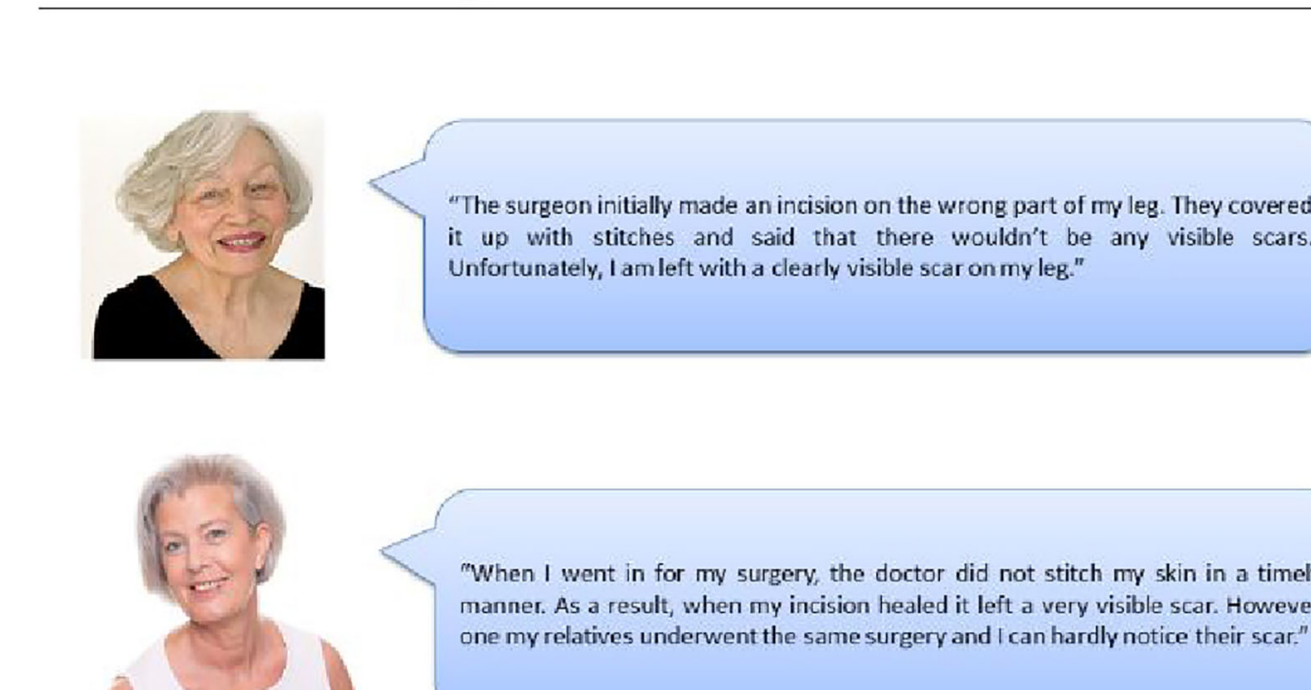 “The surgeon initially made an incision on the wrong part of my leg. They covered
it up with stitches and said that there wouldn’t be any visible scars.
Unfortunately, I am left with a clearly visible scar on my leg.”
“When I went in for my surgery, the doctor did not stitch my skin in a timel
manner. As a result, when my incision healed it left a very visible scar. Howeve
one my relatives underwent the same surgery and I can hardly notice their scar.”